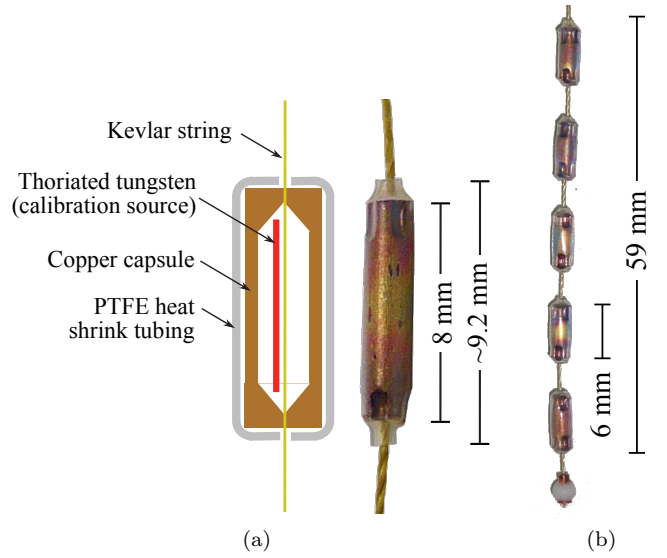 Kevlar string
Thoriated tungsten
(calibration source)
Copper capsule
PTFE heat
shrink tubing
8 mm
~9.2 mm
6 mm
59 mm
(a)
(b)